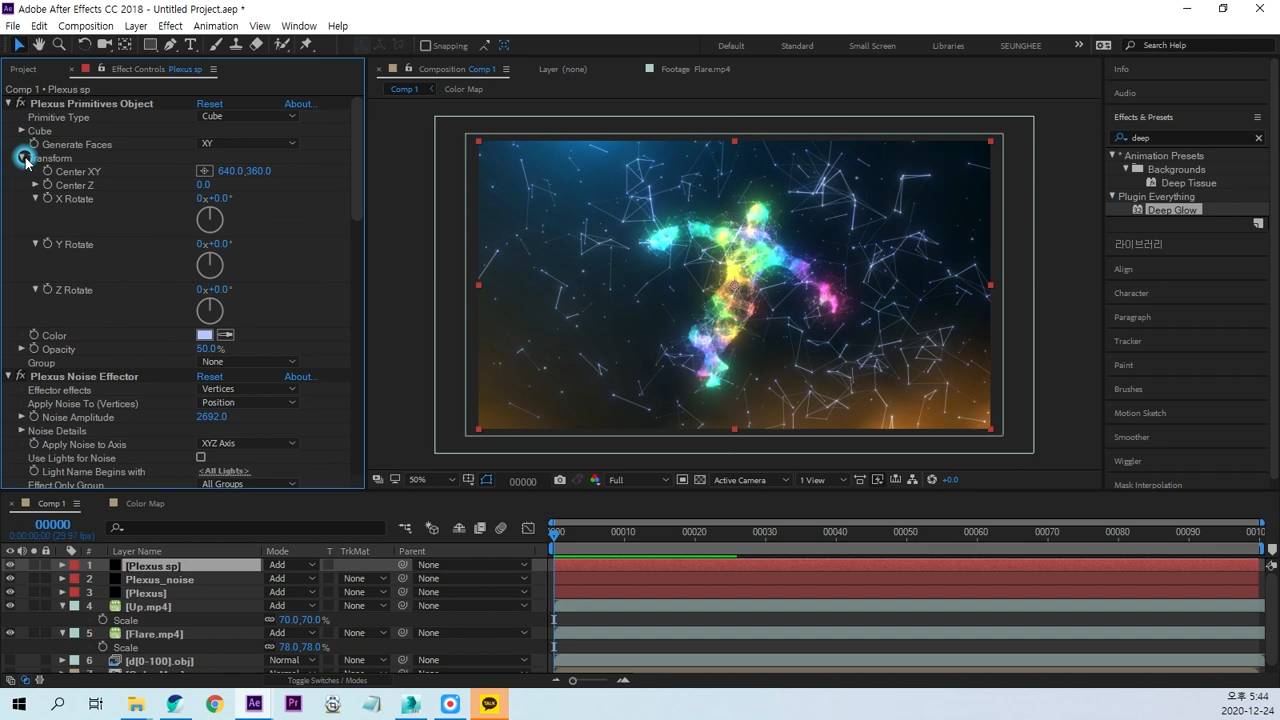 Adobe After Effects CC 2018 - Untitled Project.aep *
File Edit Composition Layer Effect Animation View Window Help
Snapping Default Standard Small Screen Libraries SEUNGHEE Search Help
Project Effect Controls Plexus sp Composition Comp 1 Layer (none) Footage Flare.mp4 Info
Comp 1 • Plexus sp Comp 1 Color Map Audio
Plexus Primitives Object Reset About...
Primitive Type Cube Effects & Presets
Cube deep
Generate Faces XY
Transform * Animation Presets
Center XY 640.0,360.0 Backgrounds
Center Z 0.0 Deep Tissue
X Rotate 0x+0.0° Plugin Everything
Deep Glow
Y Rotate 0x+0.0° 라이브러리
Align
Z Rotate 0x+0.0° Character
Paragraph
Color Tracker
Opacity 50.0%
Group None Paint
Plexus Noise Effector Reset About...
Effector effects Vertices Brushes
Apply Noise To (Vertices) Position
Noise Amplitude 2692.0 Motion Sketch
Noise Details
Apply Noise to Axis XYZ Axis Smoother
Use Lights for Noise Wiggler
Light Name Begins with <All Lights>
Effect Only Group All Groups 50% 00000 Full Active Camera 1 View +0.0 Mask Interpolation
Comp 1 Color Map
00000
0;00;00;00 (29.97 fps) 00010 00020 00030 00040 00050 00060 00070 00080 00090
# Layer Name Mode T TrkMat Parent
1 [Plexus sp] Add None
2 Plexus_noise Add None None
3 [Plexus] Add None None
4 [Up.mp4] Add None None
Scale 70.0,70.0%
5 [Flare.mp4] Add None None
Scale 78.0,78.0%
6 [d[0-100].obj] Normal None None
Toggle Switches / Modes
Ae Pr TALK 오후 5:44
2020-12-24